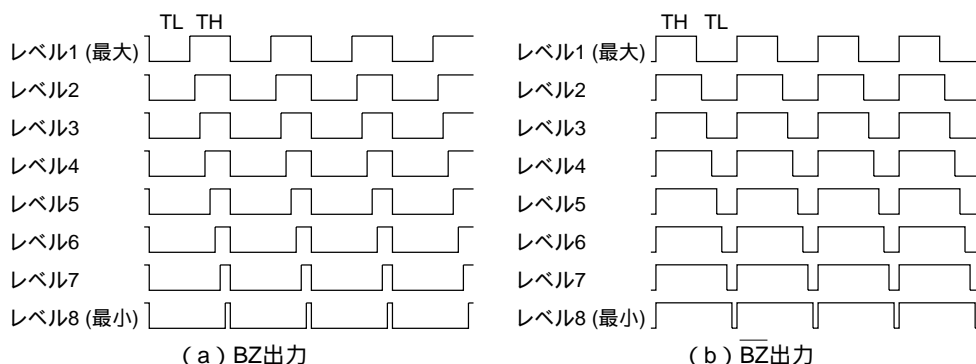 TL TH
レベル1 (最大)
レベル2
レベル3
レベル4
レベル5
レベル6
レベル7
レベル8 (最小)
(a) BZ出力
TH TL
レベル1 (最大)
レベル2
レベル3
レベル4
レベル5
レベル6
レベル7
レベル8 (最小)
(b) B̅Z̅出力